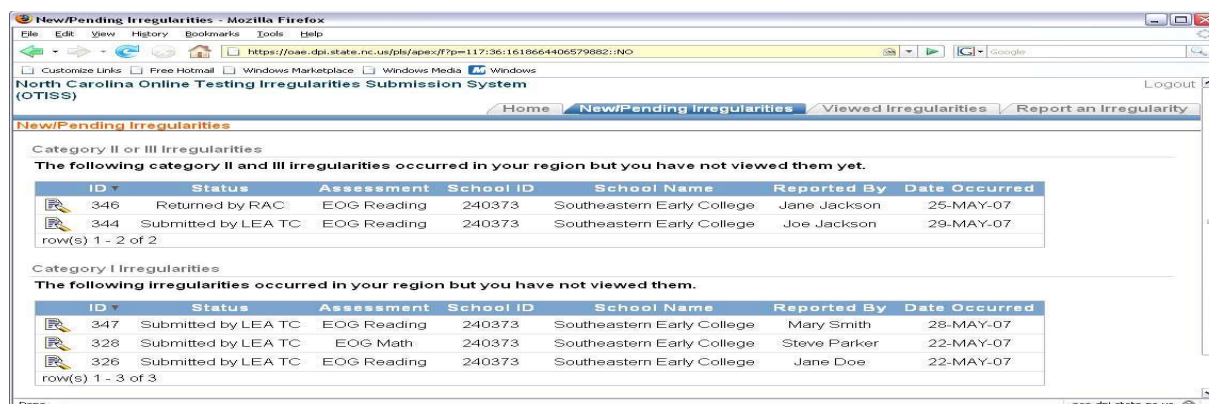 New/Pending Irregularities - Mozilla Firefox
File Edit View History Bookmarks Tools Help
https://oae.dpi.state.nc.us/pls/apex/f?p=117:36:1618664406579882::NO
G Google
Customize Links Free Hotmail Windows Marketplace Windows Media Windows
North Carolina Online Testing Irregularities Submission System Logout
(OTISS)
Home New/Pending Irregularities Viewed Irregularities Report an Irregularity
New/Pending Irregularities
Category II or III Irregularities
The following category II and III irregularities occurred in your region but you have not viewed them yet.
ID Status Assessment School ID School Name Reported By Date Occurred
346 Returned by RAC EOG Reading 240373 Southeastern Early College Jane Jackson 25-MAY-07
344 Submitted by LEA TC EOG Reading 240373 Southeastern Early College Joe Jackson 29-MAY-07
row(s) 1 - 2 of 2
Category I Irregularities
The following irregularities occurred in your region but you have not viewed them.
ID Status Assessment School ID School Name Reported By Date Occurred
347 Submitted by LEA TC EOG Reading 240373 Southeastern Early College Mary Smith 28-MAY-07
328 Submitted by LEA TC EOG Math 240373 Southeastern Early College Steve Parker 22-MAY-07
326 Submitted by LEA TC EOG Reading 240373 Southeastern Early College Jane Doe 22-MAY-07
row(s) 1 - 3 of 3